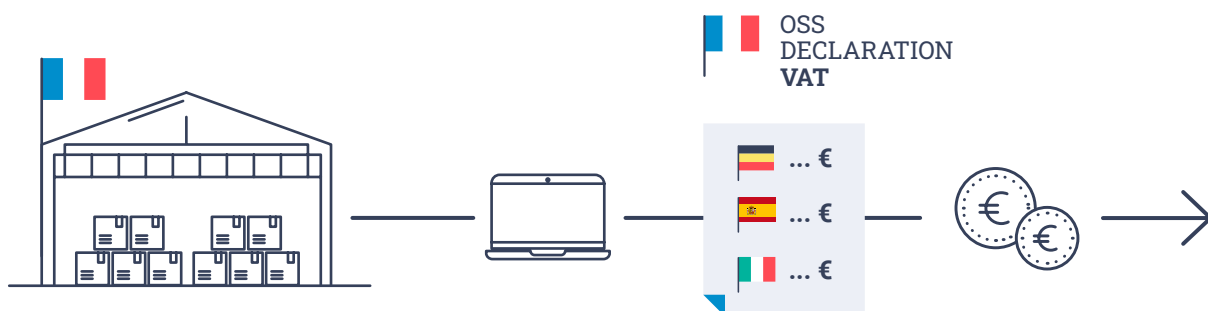 OSS
DECLARATION
VAT
... €
... €
... €
€
€